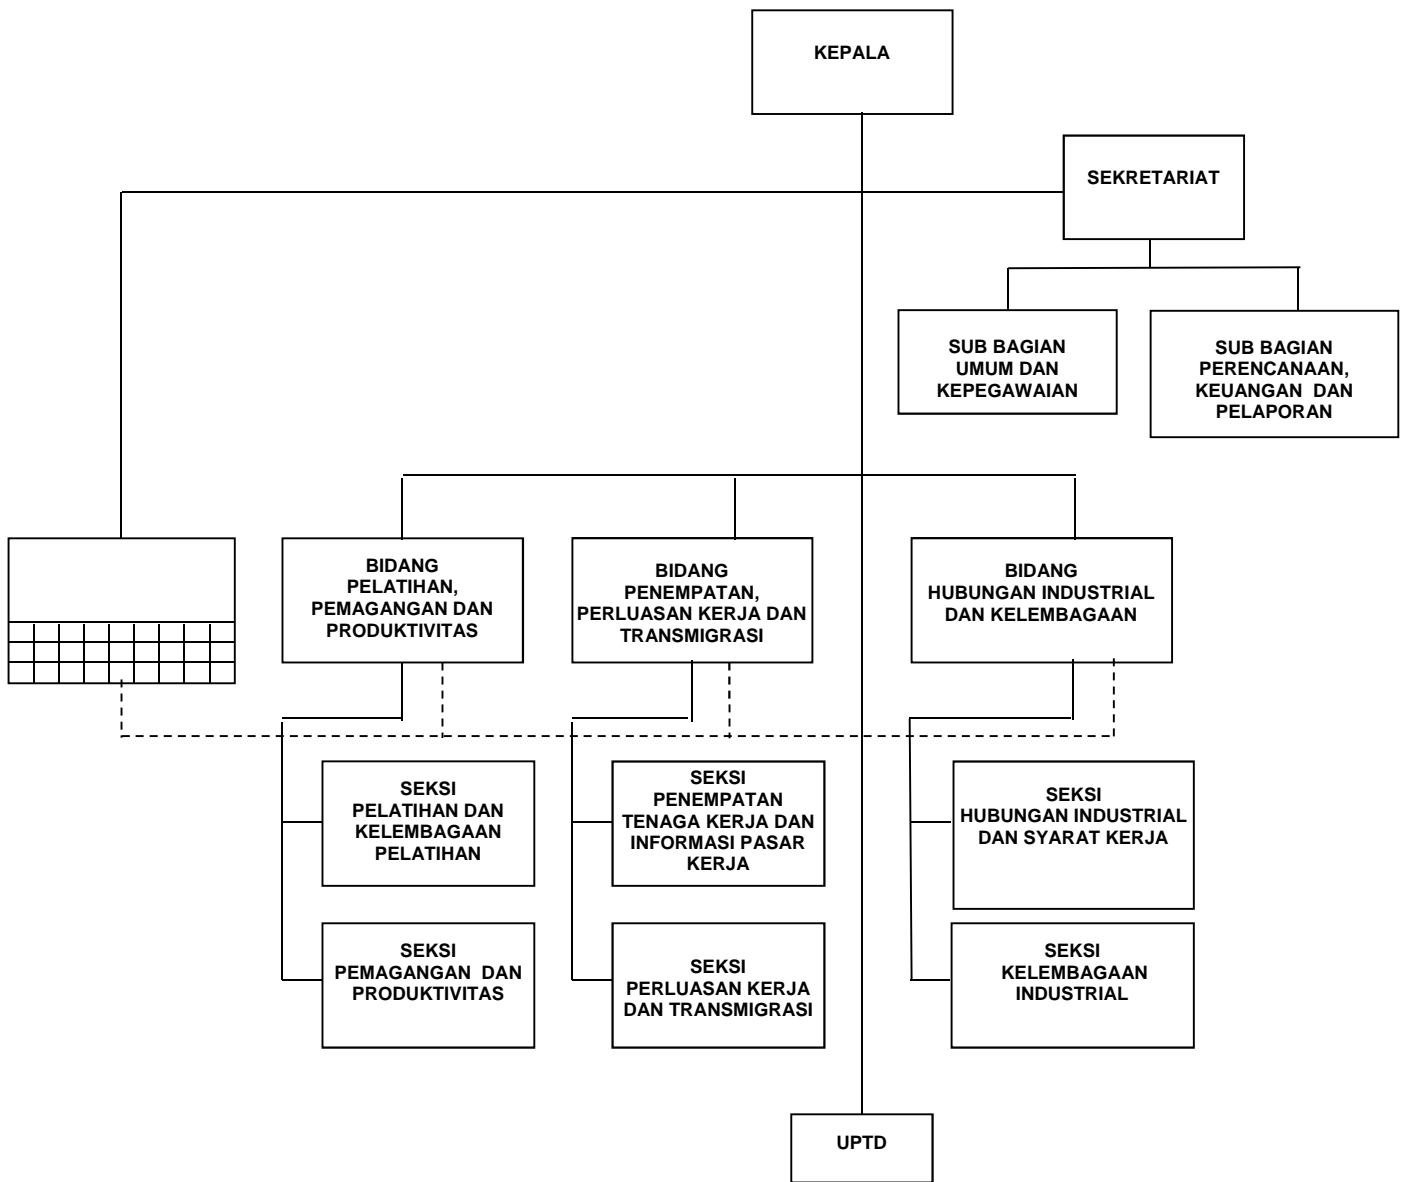 KEPALA
SEKRETARIAT
SUB BAGIAN
UMUM DAN
KEPEGAWAIAN
SUB BAGIAN
PERENCANAAN,
KEUANGAN DAN
PELAPORAN
BIDANG
PELATIHAN,
PEMAGANGAN DAN
PRODUKTIVITAS
BIDANG
PENEMPATAN,
PERLUASAN KERJA DAN
TRANSMIGRASI
BIDANG
HUBUNGAN INDUSTRIAL
DAN KELEMBAGAAN
SEKSI
PELATIHAN DAN
KELEMBAGAAN
PELATIHAN
SEKSI
PENEMPATAN
TENAGA KERJA DAN
INFORMASI PASAR
KERJA
SEKSI
HUBUNGAN INDUSTRIAL
DAN SYARAT KERJA
SEKSI
PEMAGANGAN DAN
PRODUKTIVITAS
SEKSI
PERLUASAN KERJA
DAN TRANSMIGRASI
SEKSI
KELEMBAGAAN
INDUSTRIAL
UPTD